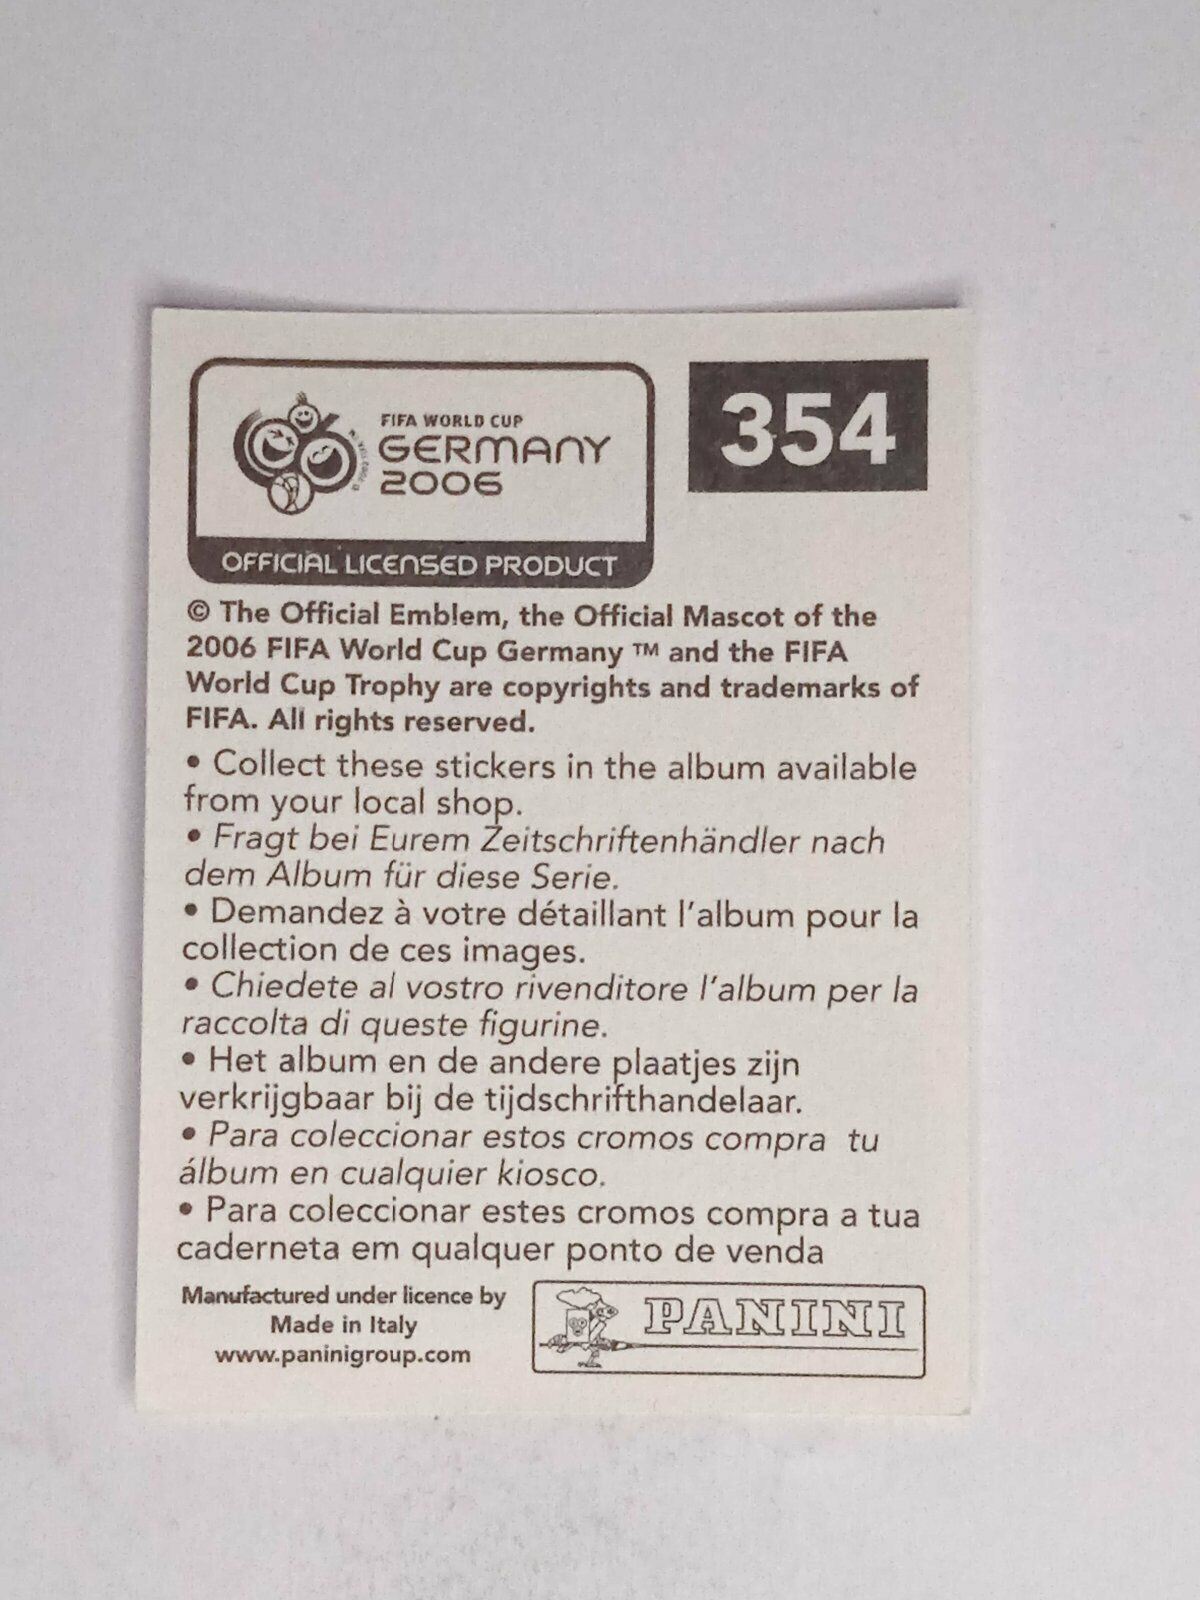 FIFA WORLD CUP
GERMANY
2006
OFFICIAL LICENSED PRODUCT
354
© The Official Emblem, the Official Mascot of the
2006 FIFA World Cup Germany ™ and the FIFA
World Cup Trophy are copyrights and trademarks of
FIFA. All rights reserved.
• Collect these stickers in the album available
from your local shop.
• Fragt bei Eurem Zeitschriftenhändler nach
dem Album für diese Serie.
• Demandez à votre détaillant l'album pour la
collection de ces images.
• Chiedete al vostro rivenditore l'album per la
raccolta di queste figurine.
• Het album en de andere plaatjes zijn
verkrijgbaar bij de tijdschrifthandelaar.
• Para coleccionar estos cromos compra tu
álbum en cualquier kiosco.
• Para coleccionar estes cromos compra a tua
caderneta em qualquer ponto de venda
Manufactured under licence by
Made in Italy
www.paninigroup.com
PANINI